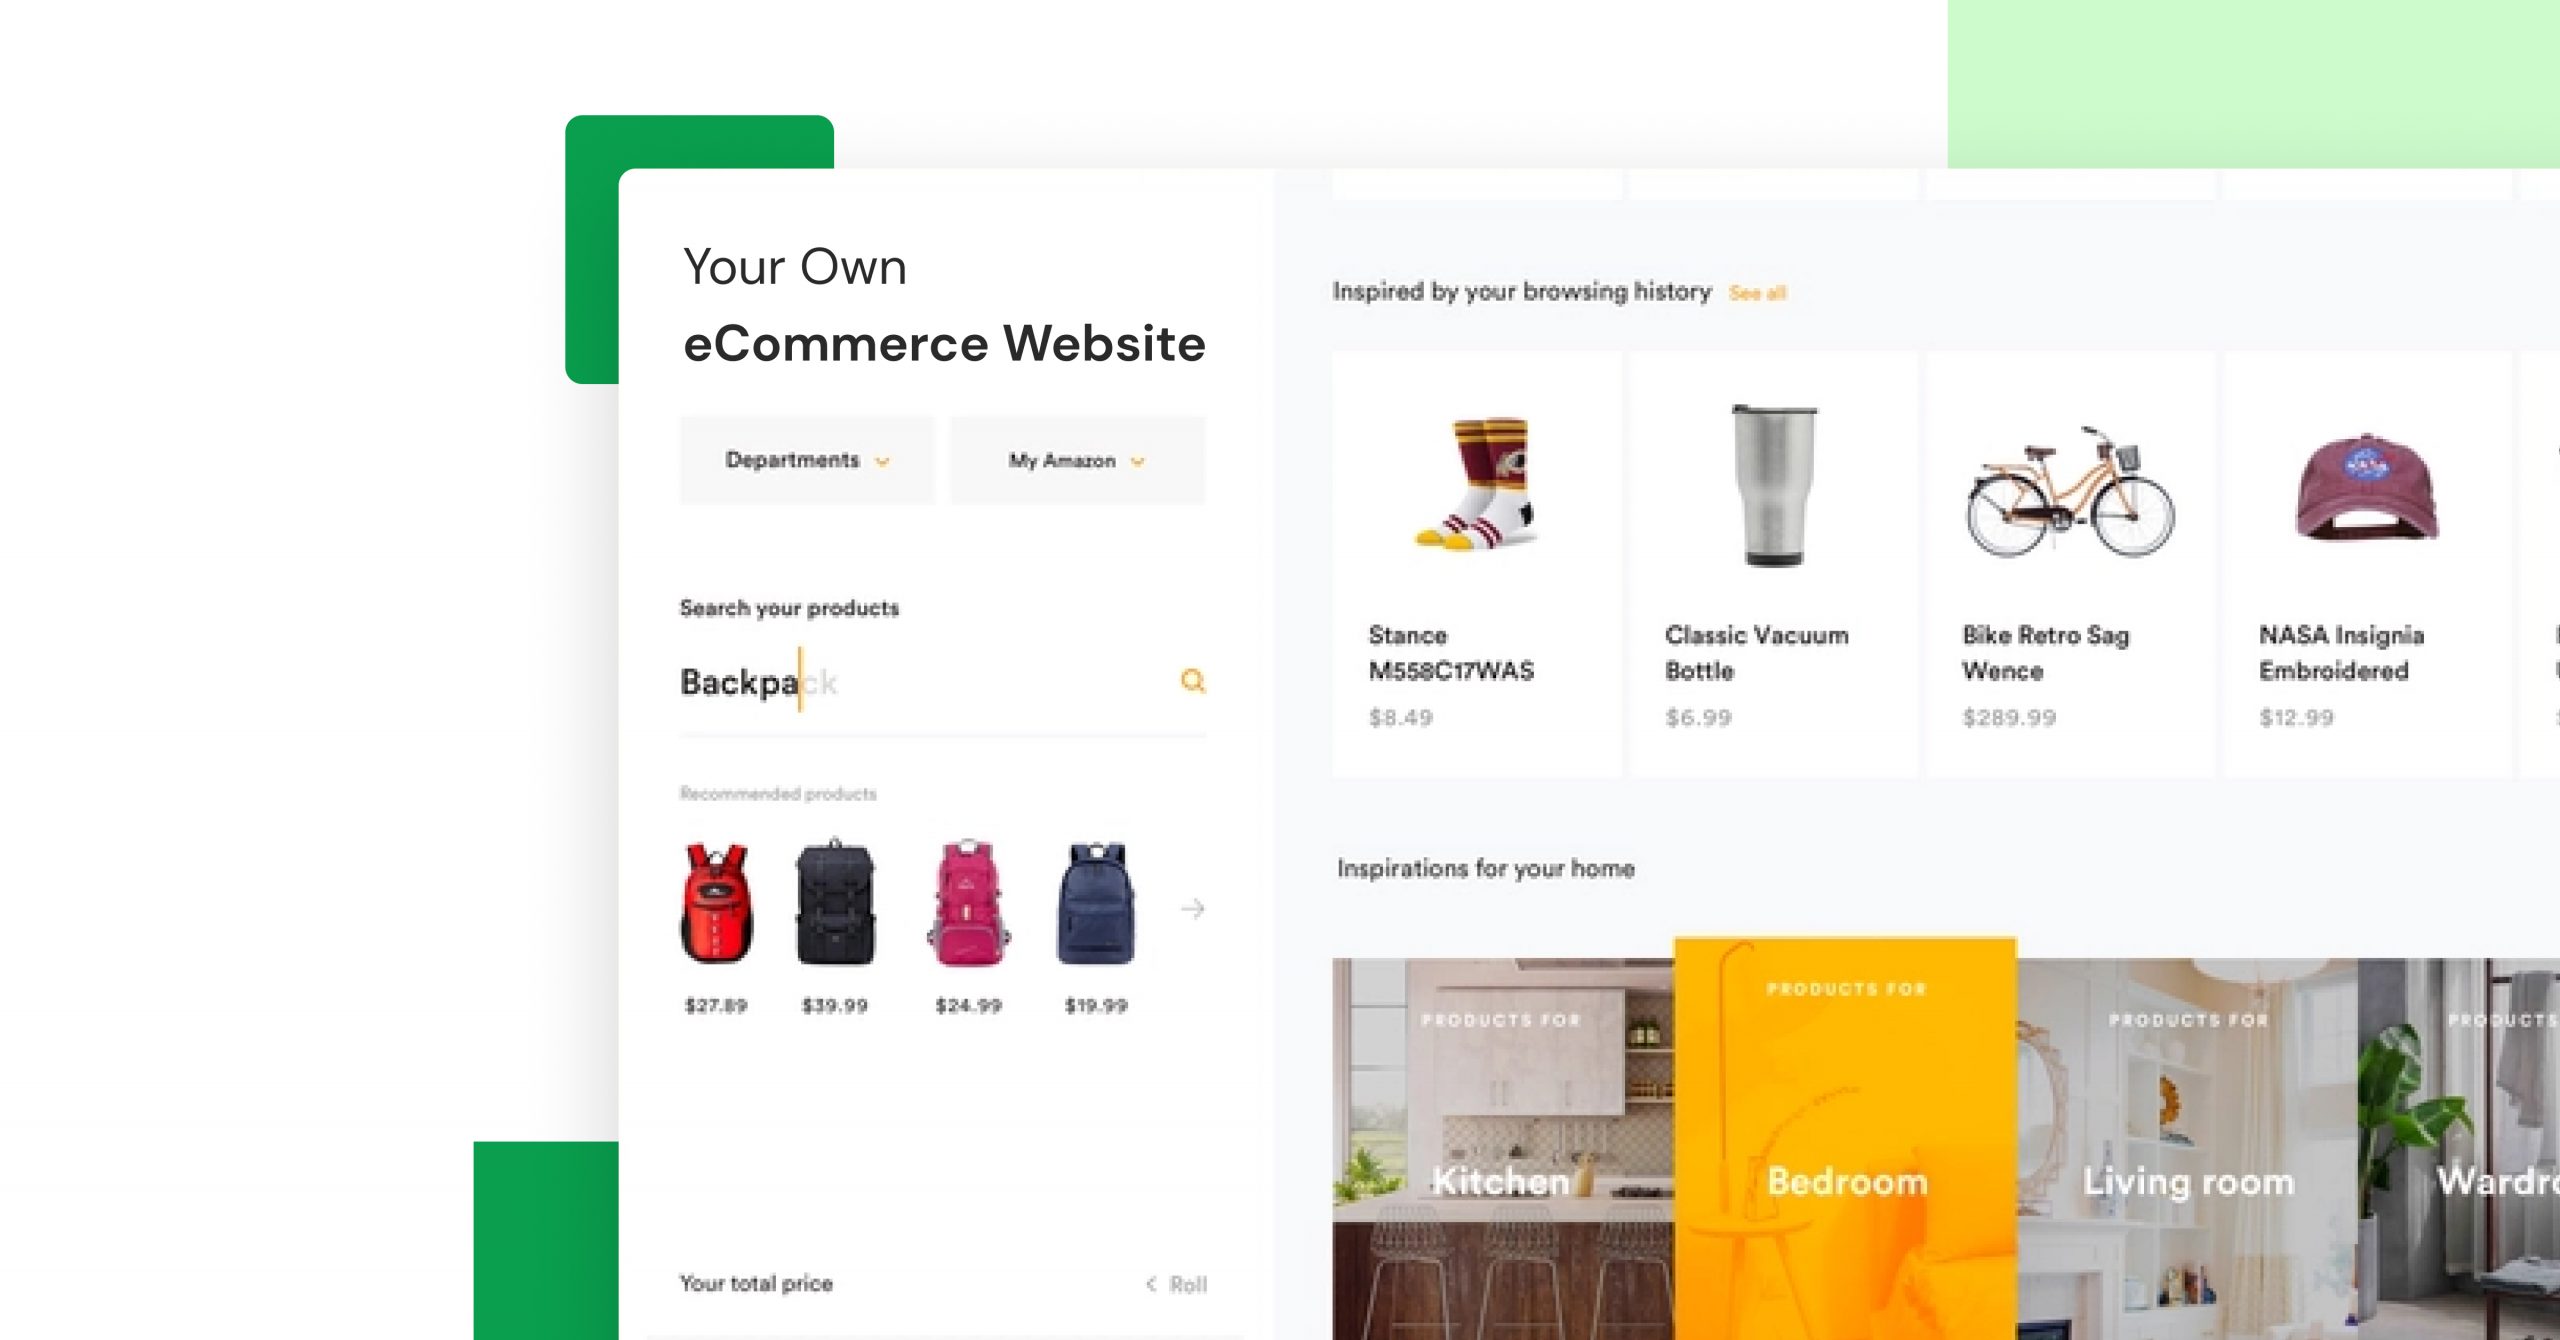 Your Own
eCommerce Website
Departments
My Amazon
Search your products
Backpack
Recommended products
$27.89
$39.99
$24.99
$19.99
Your total price
< Roll
Inspired by your browsing history See all
Stance
M558C17WAS
$8.49
Classic Vacuum
Bottle
$6.99
Bike Retro Sag
Wence
$289.99
NASA
NASA Insignia
Embroidered
$12.99
Inspirations for your home
PRODUCTS FOR
Kitchen
PRODUCTS FOR
Bedroom
PRODUCTS FOR
Living room
PRODUCTS
Wardro